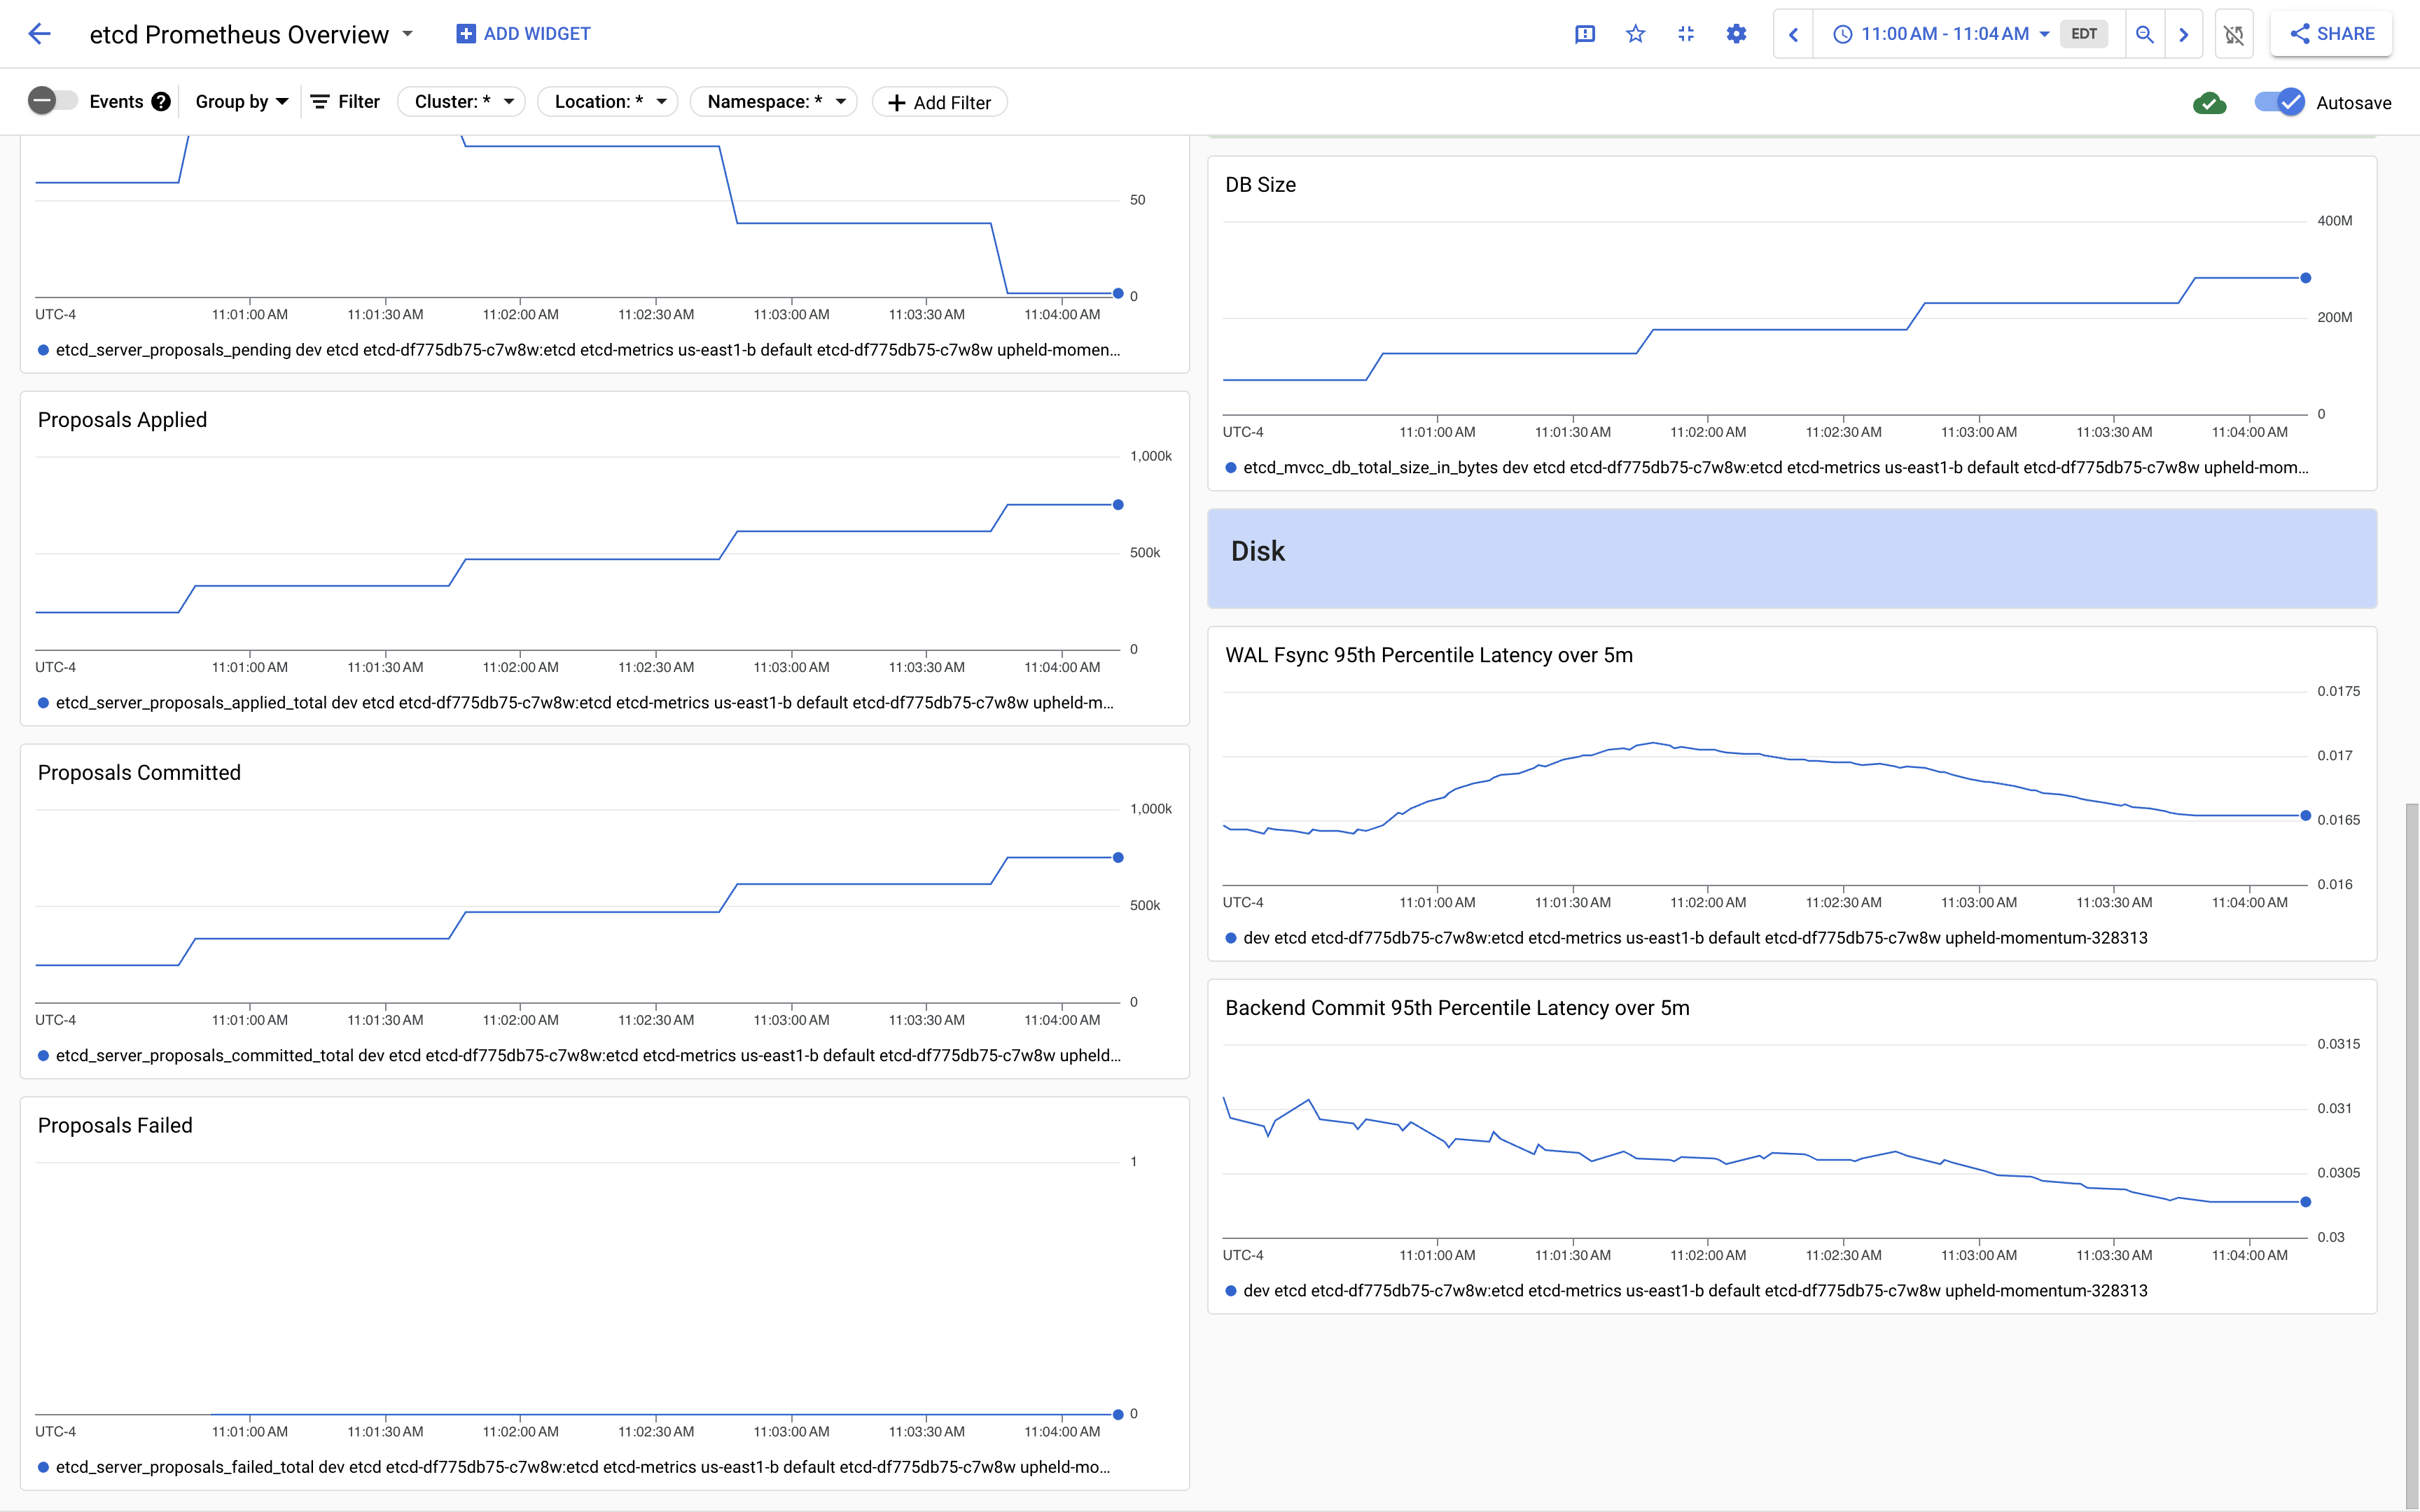 etcd Prometheus Overview
ADD WIDGET
11:00 AM - 11:04 AM EDT
SHARE
Events ? Group by Filter Cluster: * Location: * Namespace: * Add Filter
Autosave
50
0
UTC-4 11:01:00 AM 11:01:30 AM 11:02:00 AM 11:02:30 AM 11:03:00 AM 11:03:30 AM 11:04:00 AM
etcd_server_proposals_pending dev etcd etcd-df775db75-c7w8w:etcd etcd-metrics us-east1-b default etcd-df775db75-c7w8w upheld-momen...
Proposals Applied
1,000k
500k
0
UTC-4 11:01:00 AM 11:01:30 AM 11:02:00 AM 11:02:30 AM 11:03:00 AM 11:03:30 AM 11:04:00 AM
etcd_server_proposals_applied_total dev etcd etcd-df775db75-c7w8w:etcd etcd-metrics us-east1-b default etcd-df775db75-c7w8w upheld-m...
Proposals Committed
1,000k
500k
0
UTC-4 11:01:00 AM 11:01:30 AM 11:02:00 AM 11:02:30 AM 11:03:00 AM 11:03:30 AM 11:04:00 AM
etcd_server_proposals_committed_total dev etcd etcd-df775db75-c7w8w:etcd etcd-metrics us-east1-b default etcd-df775db75-c7w8w upheld...
Proposals Failed
1
0
UTC-4 11:01:00 AM 11:01:30 AM 11:02:00 AM 11:02:30 AM 11:03:00 AM 11:03:30 AM 11:04:00 AM
etcd_server_proposals_failed_total dev etcd etcd-df775db75-c7w8w:etcd etcd-metrics us-east1-b default etcd-df775db75-c7w8w upheld-mo...
DB Size
400M
200M
0
UTC-4 11:01:00 AM 11:01:30 AM 11:02:00 AM 11:02:30 AM 11:03:00 AM 11:03:30 AM 11:04:00 AM
etcd_mvcc_db_total_size_in_bytes dev etcd etcd-df775db75-c7w8w:etcd etcd-metrics us-east1-b default etcd-df775db75-c7w8w upheld-mom...
Disk
WAL Fsync 95th Percentile Latency over 5m
0.0175
0.017
0.0165
0.016
UTC-4 11:01:00 AM 11:01:30 AM 11:02:00 AM 11:02:30 AM 11:03:00 AM 11:03:30 AM 11:04:00 AM
dev etcd etcd-df775db75-c7w8w:etcd etcd-metrics us-east1-b default etcd-df775db75-c7w8w upheld-momentum-328313
Backend Commit 95th Percentile Latency over 5m
0.0315
0.031
0.0305
0.03
UTC-4 11:01:00 AM 11:01:30 AM 11:02:00 AM 11:02:30 AM 11:03:00 AM 11:03:30 AM 11:04:00 AM
dev etcd etcd-df775db75-c7w8w:etcd etcd-metrics us-east1-b default etcd-df775db75-c7w8w upheld-momentum-328313